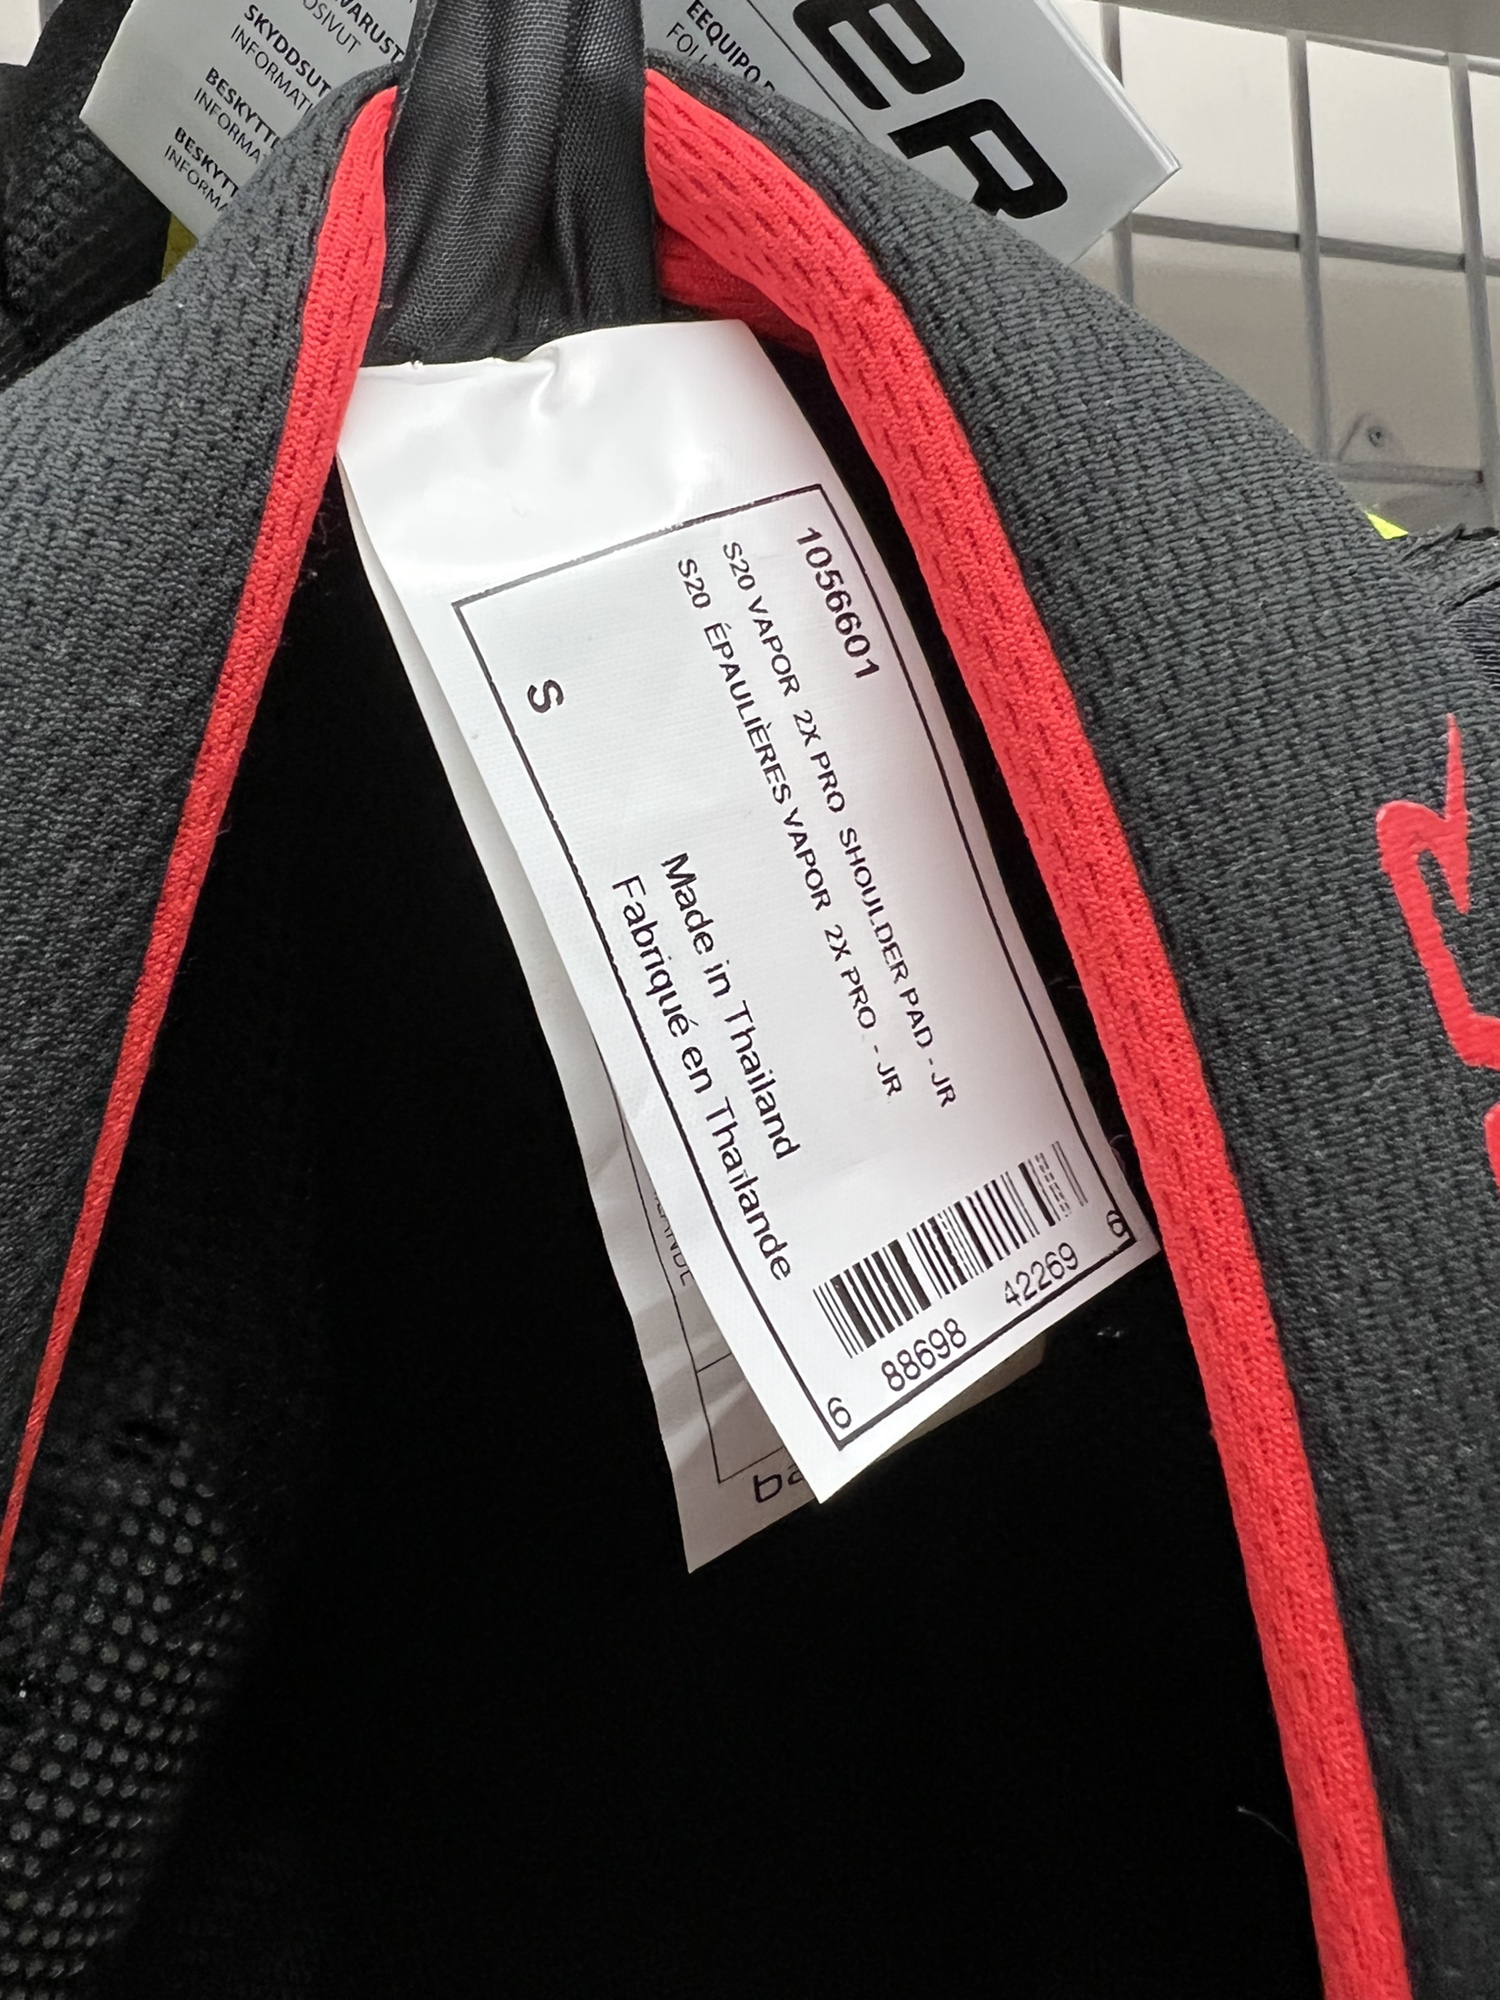 VARUST
OSIVUT
SKYDDSUT
INFORMATI
BESKYTTE
INFORMA
BESKYTT
INFORMA
EEQUIPO
FOLL
eR
1056601
S20 VAPOR 2X PRO SHOULDER PAD - JR
S20 ÉPAULIÈRES VAPOR 2X PRO - JR
S
Made in Thailand
Fabriqué en Thaïlande
6 88698 42269 6